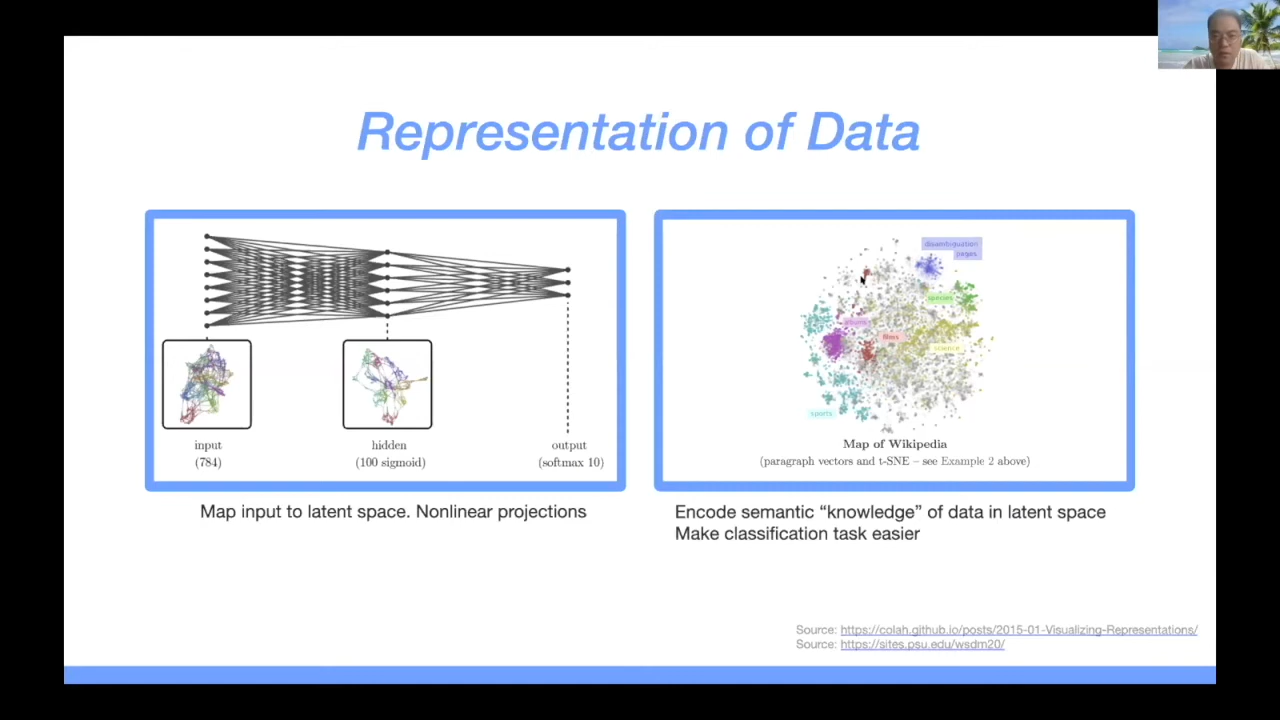 Representation of Data
input
(784)
hidden
(100 sigmoid)
output
(softmax 10)
Map input to latent space. Nonlinear projections
disambiguation
pages
species
albums
films
science
sports
Map of Wikipedia
(paragraph vectors and t-SNE – see Example 2 above)
Encode semantic “knowledge” of data in latent space
Make classification task easier
Source: https://colah.github.io/posts/2015-01-Visualizing-Representations/
Source: https://sites.psu.edu/wsdm20/